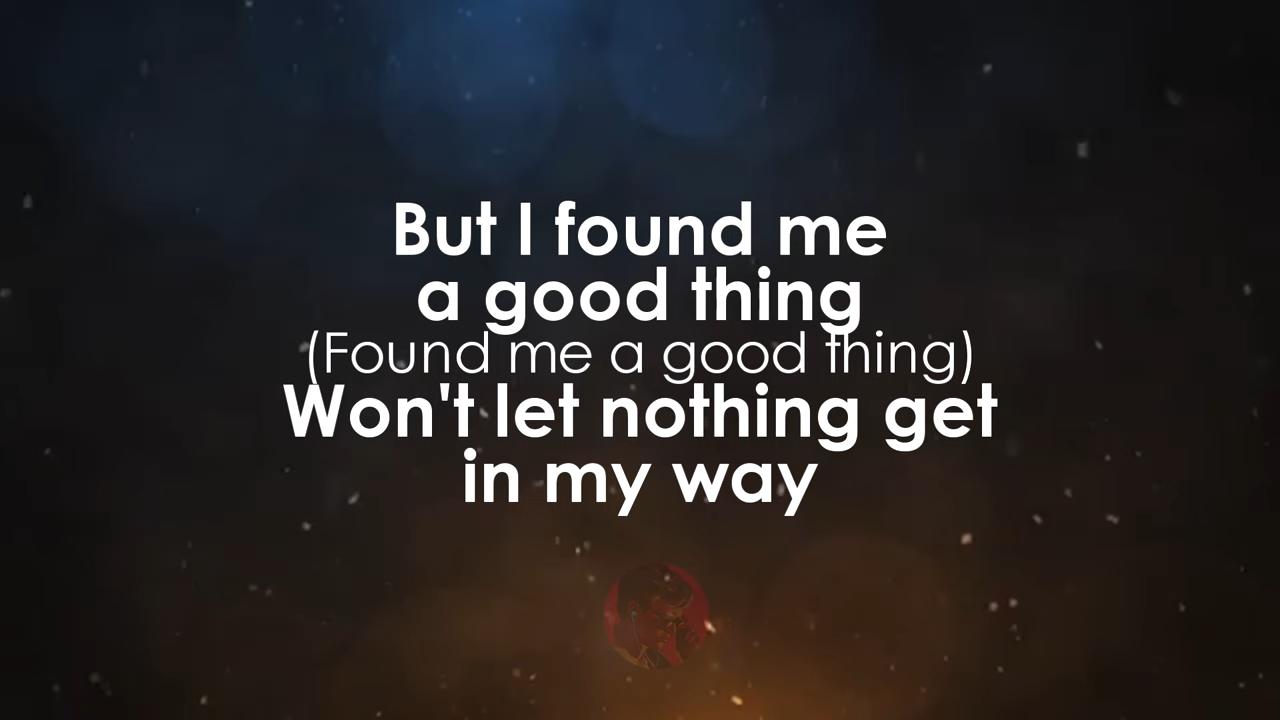 But I found me
a good thing
(Found me a good thing)
Won't let nothing get
in my way